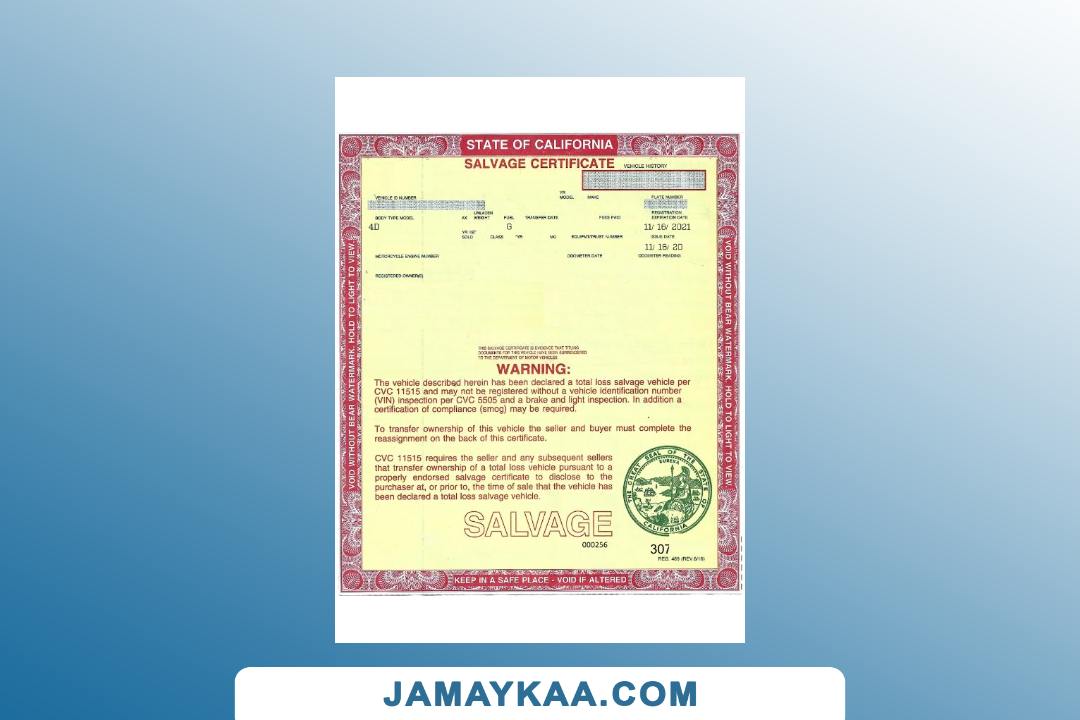 STATE OF CALIFORNIA
SALVAGE CERTIFICATE
VEHICLE HISTORY
VEHICLE ID NUMBER
YR MODEL
MAKE
PLATE NUMBER
BODY TYPE MODEL
AX
UNLADEN WEIGHT
FUEL
TRANSFER DATE
FEES PAID
REGISTRATION EXPIRATION DATE
4D
G
11/ 16/ 2021
YR 1ST SOLD
CLASS
YR
MO
EQUIPMT/TRUST NUMBER
ISSUE DATE
11/ 18/ 20
MOTORCYCLE ENGINE NUMBER
ODOMETER DATE
ODOMETER READING
REGISTERED OWNER(S)
THIS SALVAGE CERTIFICATE IS EVIDENCE THAT TITLING
DOCUMENTS FOR THIS VEHICLE HAVE BEEN SURRENDERED
TO THE DEPARTMENT OF MOTOR VEHICLES
WARNING:
The vehicle described herein has been declared a total loss salvage vehicle per
CVC 11515 and may not be registered without a vehicle identification number
(VIN) inspection per CVC 5505 and a brake and light inspection. In addition a
certification of compliance (smog) may be required.
To transfer ownership of this vehicle the seller and buyer must complete the
reassignment on the back of this certificate.
CVC 11515 requires the seller and any subsequent sellers
that transfer ownership of a total loss vehicle pursuant to a
properly endorsed salvage certificate to disclose to the
purchaser at, or prior to, the time of sale that the vehicle has
been declared a total loss salvage vehicle.
THE GREAT SEAL OF THE STATE OF CALIFORNIA
EUREKA
SALVAGE
000256
307
REG. 488 (REV. 8/18)
KEEP IN A SAFE PLACE - VOID IF ALTERED
VOID WITHOUT BEAR WATERMARK. HOLD TO LIGHT TO VIEW.
VOID WITHOUT BEAR WATERMARK. HOLD TO LIGHT TO VIEW
JAMAYKAA.COM